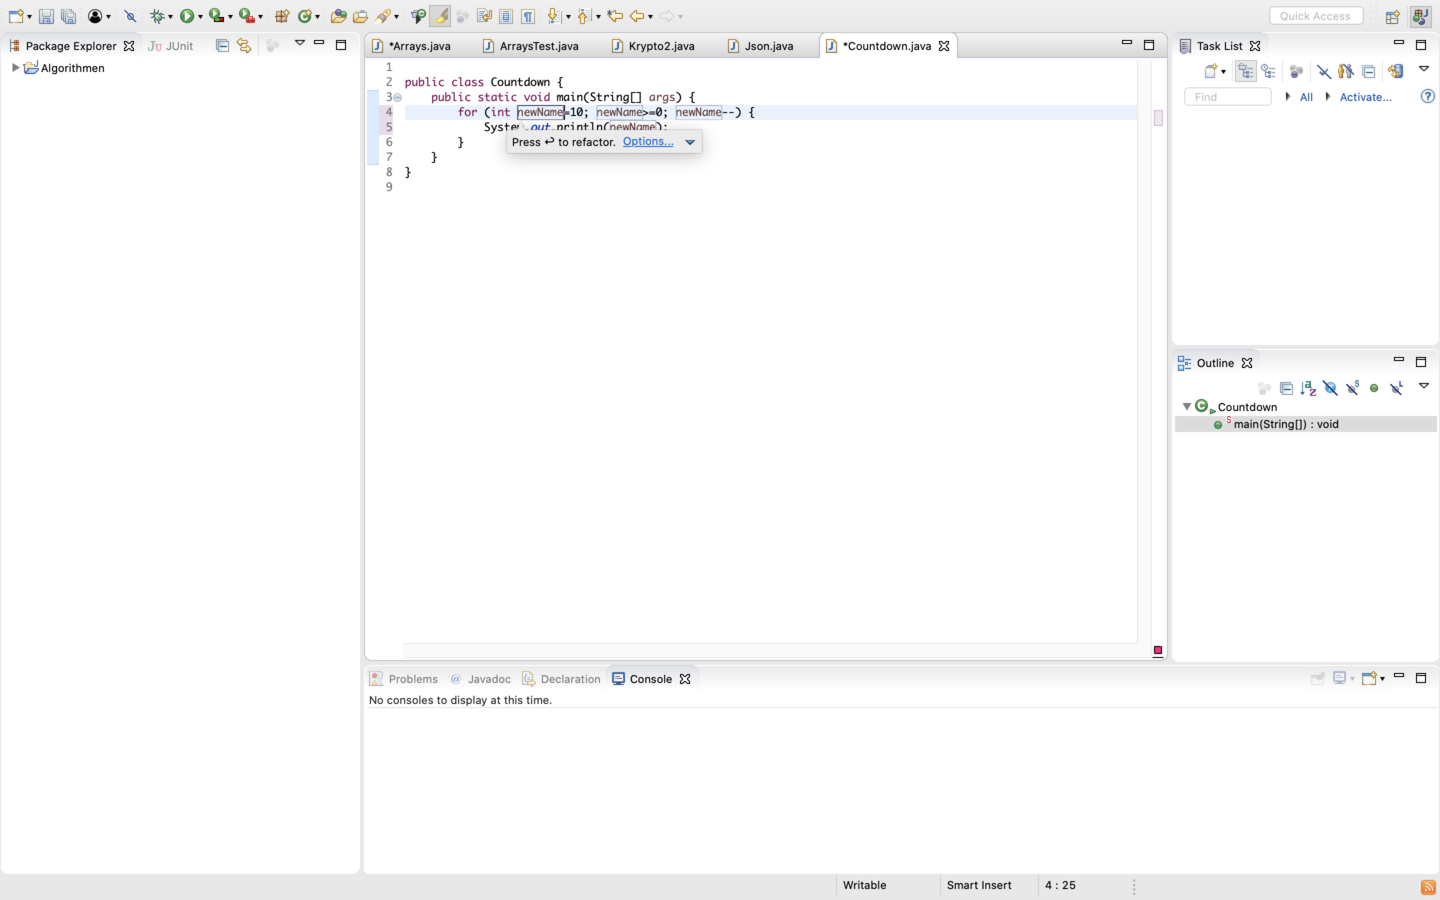 Quick Access
Package Explorer
JUnit
Algorithmen
*Arrays.java
ArraysTest.java
Krypto2.java
Json.java
*Countdown.java
1
2 public class Countdown {
3 public static void main(String[] args) {
4 for (int newName=10; newName>=0; newName--) {
5 System.out.println(newName);
6 }
7 }
8 }
9
Press ↩ to refactor. Options...
Task List
Find
All
Activate...
Outline
Countdown
main(String[]) : void
Problems
@ Javadoc
Declaration
Console
No consoles to display at this time.
Writable
Smart Insert
4 : 25